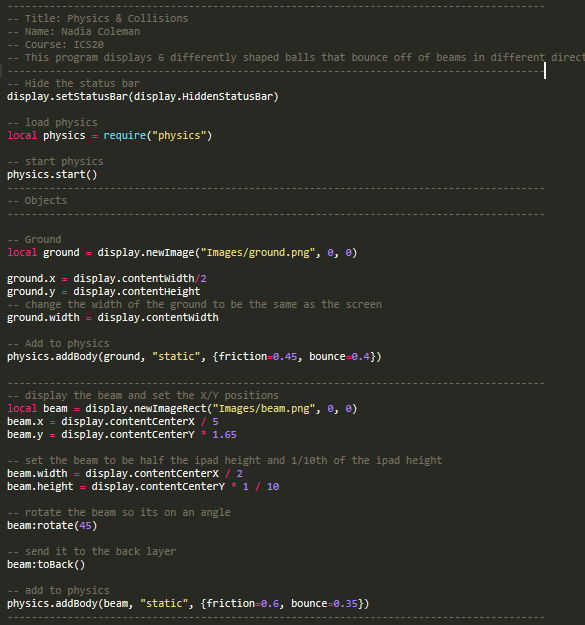 --------------------------------------------------------------------------------------
-- Title: Physics & Collisions
-- Name: Nadia Coleman
-- Course: ICS20
-- This program displays 6 differently shaped balls that bounce off of beams in different direct
--------------------------------------------------------------------------------------
-- Hide the status bar
display.setStatusBar(display.HiddenStatusBar)
-- load physics
local physics = require("physics")
-- start physics
physics.start()
--------------------------------------------------------------------------------------
-- Objects
--------------------------------------------------------------------------------------
-- Ground
local ground = display.newImage("Images/ground.png", 0, 0)
ground.x = display.contentWidth/2
ground.y = display.contentHeight
-- change the width of the ground to be the same as the screen
ground.width = display.contentWidth
-- Add to physics
physics.addBody(ground, "static", {friction=0.45, bounce=0.4})
--------------------------------------------------------------------------------------
-- display the beam and set the X/Y positions
local beam = display.newImageRect("Images/beam.png", 0, 0)
beam.x = display.contentCenterX / 5
beam.y = display.contentCenterY * 1.65
-- set the beam to be half the ipad height and 1/10th of the ipad height
beam.width = display.contentCenterX / 2
beam.height = display.contentCenterY * 1 / 10
-- rotate the beam so its on an angle
beam:rotate(45)
-- send it to the back layer
beam:toBack()
-- add to physics
physics.addBody(beam, "static", {friction=0.6, bounce=0.35})
--------------------------------------------------------------------------------------